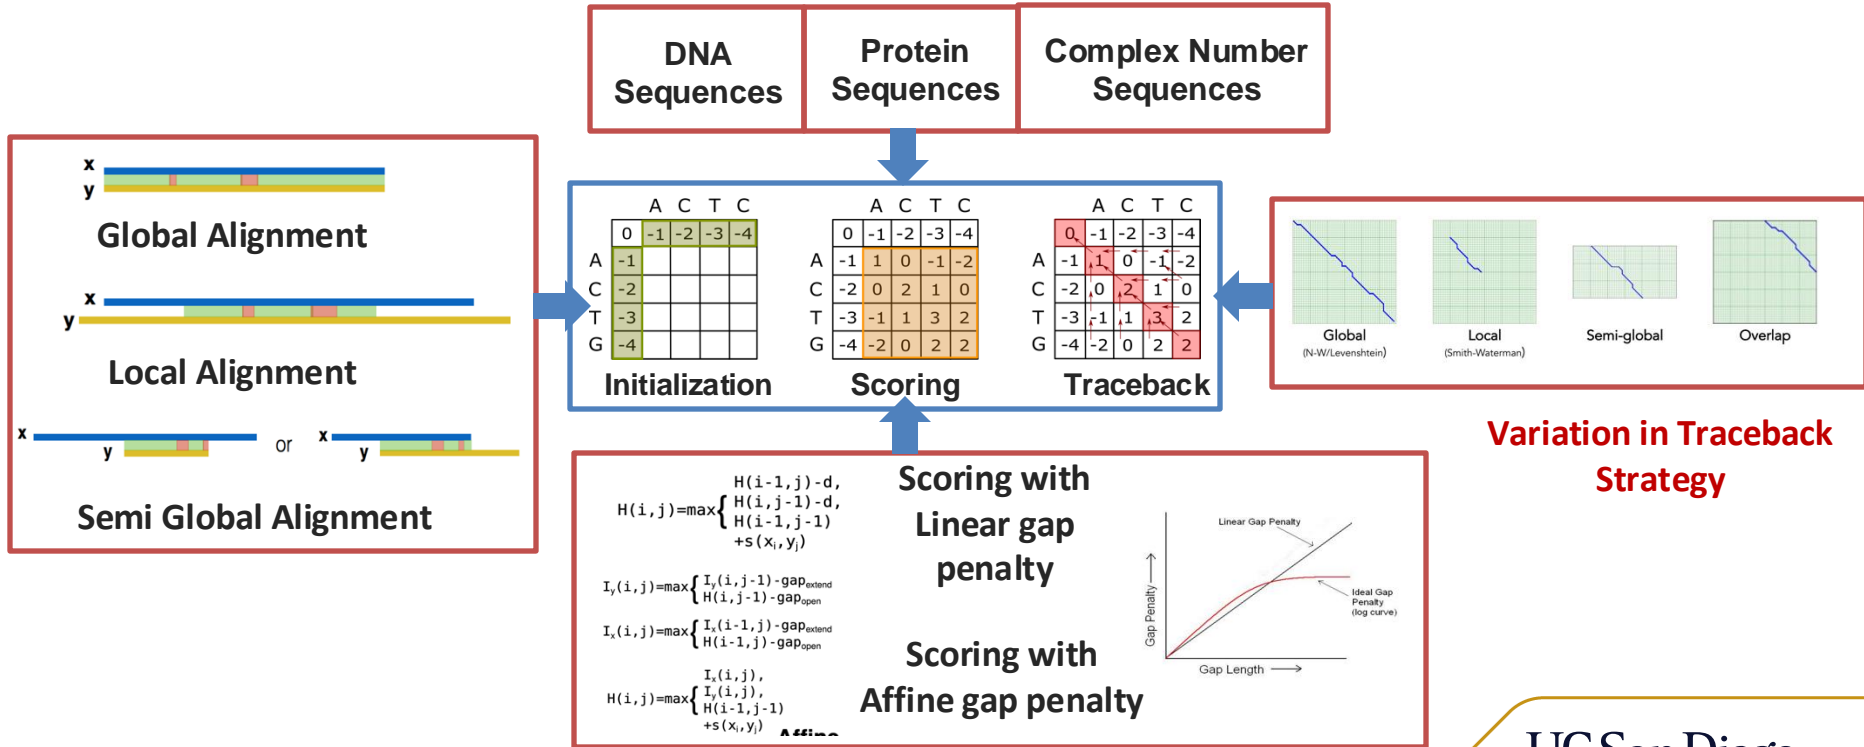 DNA
Sequences
Protein
Sequences
Complex Number
Sequences
x
y
Global Alignment
x
y
Local Alignment
x
y
or
x
y
Semi Global Alignment
A C T C
0 -1 -2 -3 -4
A -1
C -2
T -3
G -4
Initialization
A C T C
0 -1 -2 -3 -4
A -1 1 0 -1 -2
C -2 0 2 1 0
T -3 -1 1 3 2
G -4 -2 0 2 2
Scoring
A C T C
0 -1 -2 -3 -4
A -1 1 0 -1 -2
C -2 0 2 1 0
T -3 -1 1 3 2
G -4 -2 0 2 2
Traceback
Global
(N-W/Levenshtein)
Local
(Smith-Waterman)
Semi-global
Overlap
Variation in Traceback
Strategy
H(i-1,j)-d,
H(i,j)=max{ H(i,j-1)-d,
H(i-1,j-1)
+s(xi,yj)
Iy(i,j)=max{ Iy(i,j-1)-gapextend
H(i,j-1)-gapopen
Ix(i,j)=max{ Ix(i-1,j)-gapextend
H(i-1,j)-gapopen
Ix(i,j),
H(i,j)=max{ Iy(i,j),
H(i-1,j-1)
+s(xi,yj)
Affine
Scoring with
Linear gap
penalty
Scoring with
Affine gap penalty
Linear Gap Penalty
Ideal Gap
Penalty
(log curve)
Gap Penalty
Gap Length
UC San Diego